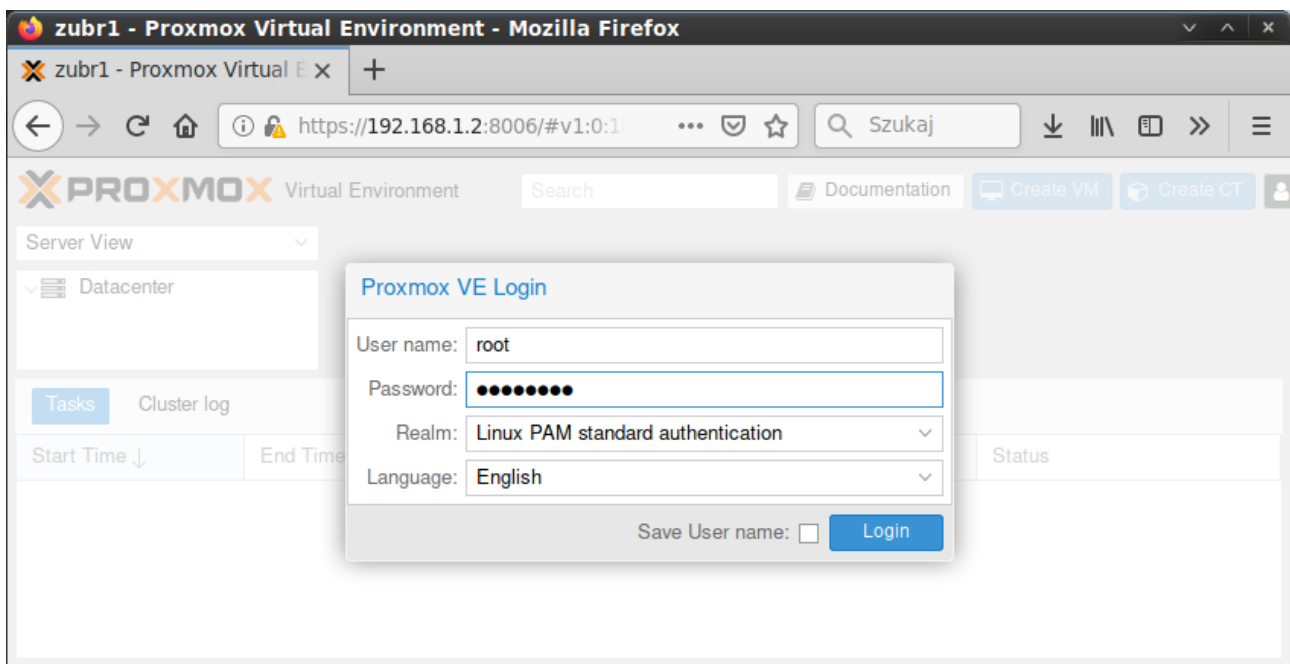 zubr1 - Proxmox Virtual Environment - Mozilla Firefox
zubr1 - Proxmox Virtual E
https://192.168.1.2:8006/#v1:0:1
Szukaj
PROXMOX Virtual Environment
Search
Documentation
Create VM
Create CT
Server View
Datacenter
Proxmox VE Login
User name: root
Password: ●●●●●●●●
Realm: Linux PAM standard authentication
Language: English
Save User name:
Login
Tasks
Cluster log
Start Time
End Time
Status